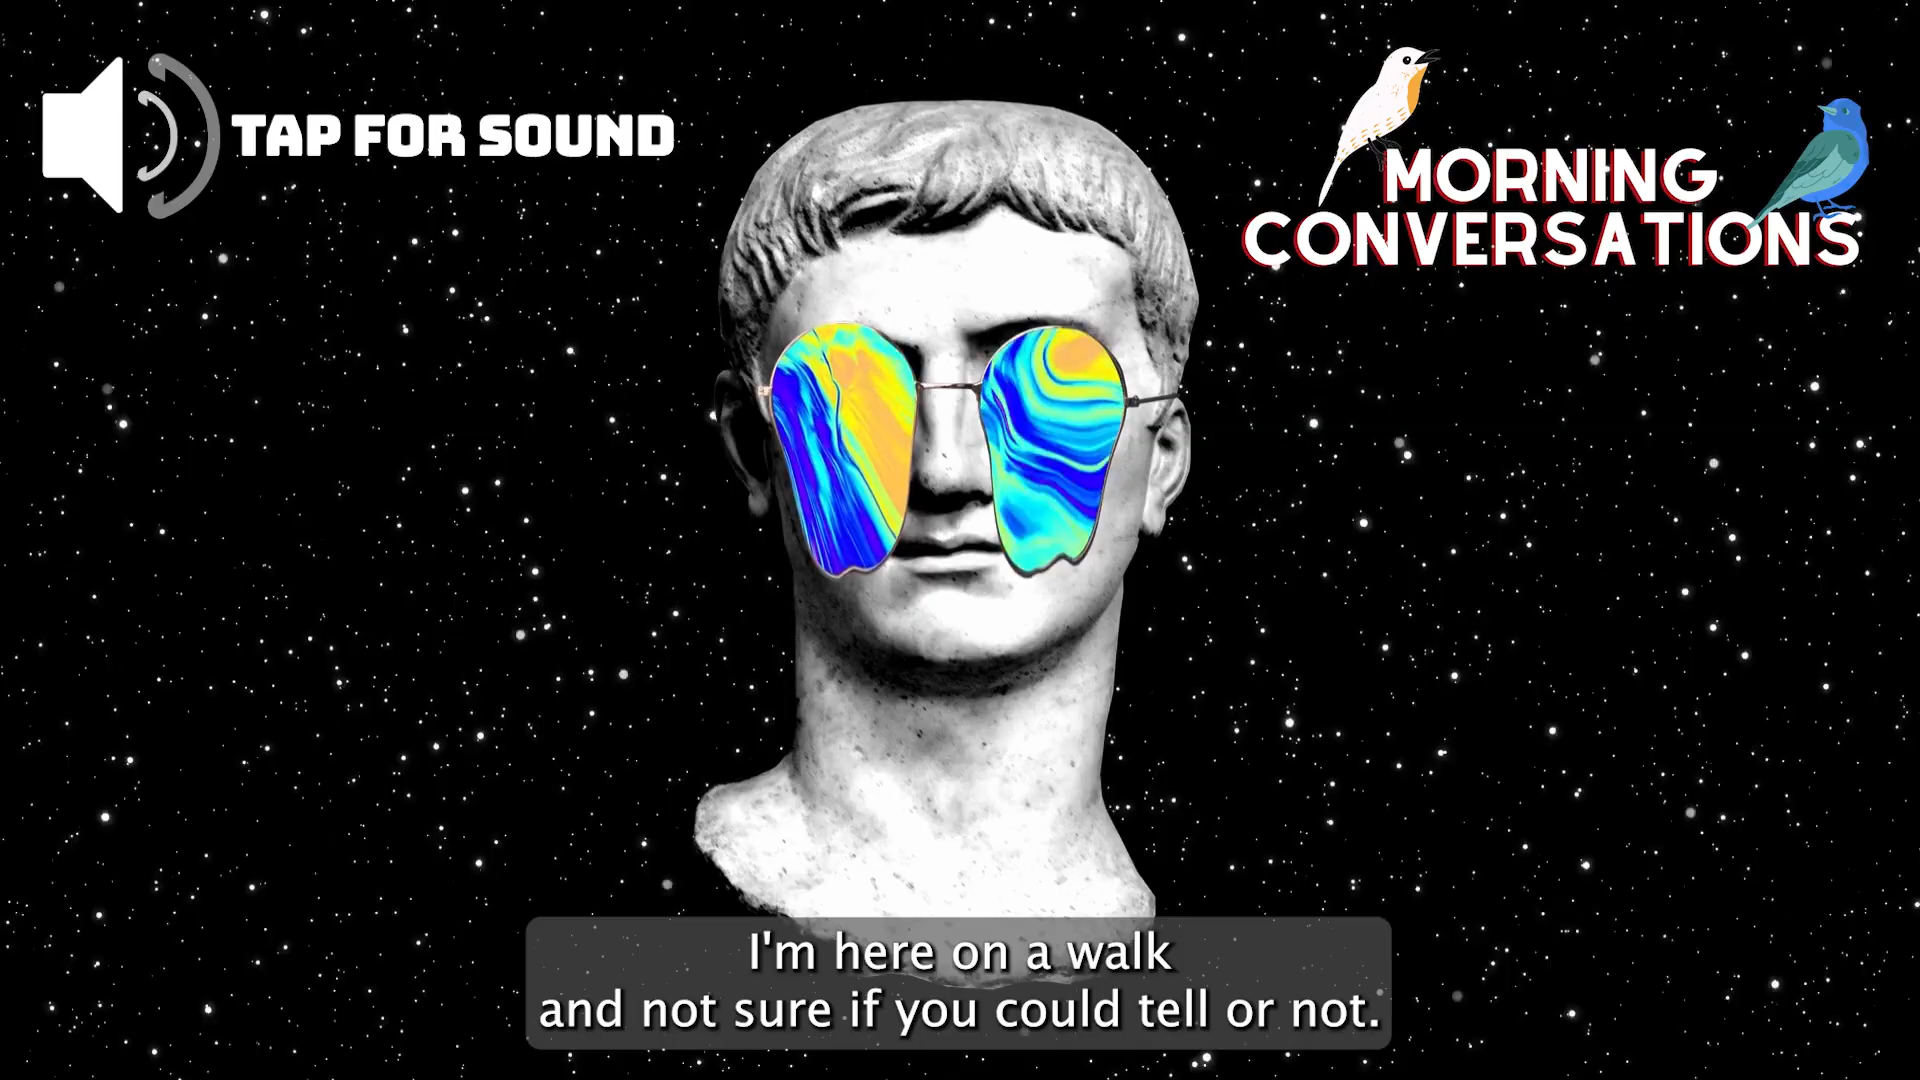 TAP FOR SOUND
MORNING
CONVERSATIONS
I'm here on a walk
and not sure if you could tell or not.